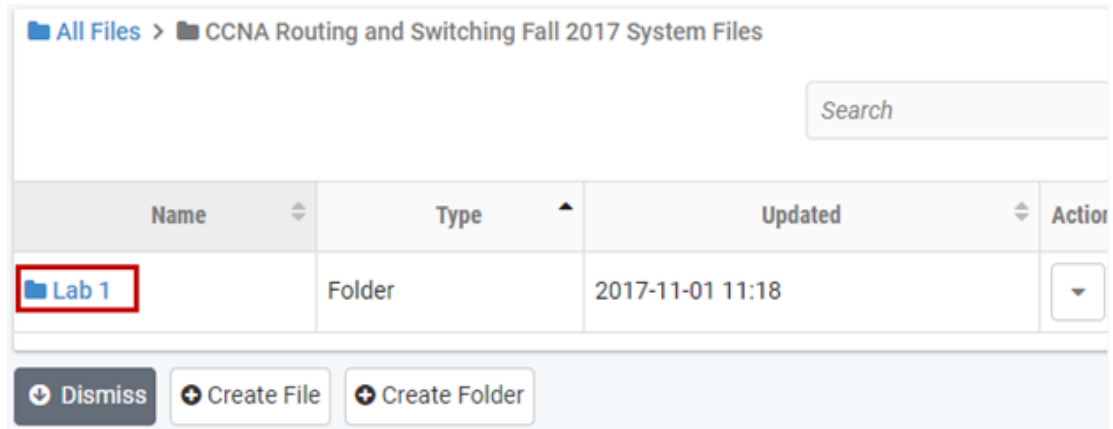 All Files > CCNA Routing and Switching Fall 2017 System Files
Search
Name Type Updated Action
Lab 1 Folder 2017-11-01 11:18
Dismiss Create File Create Folder